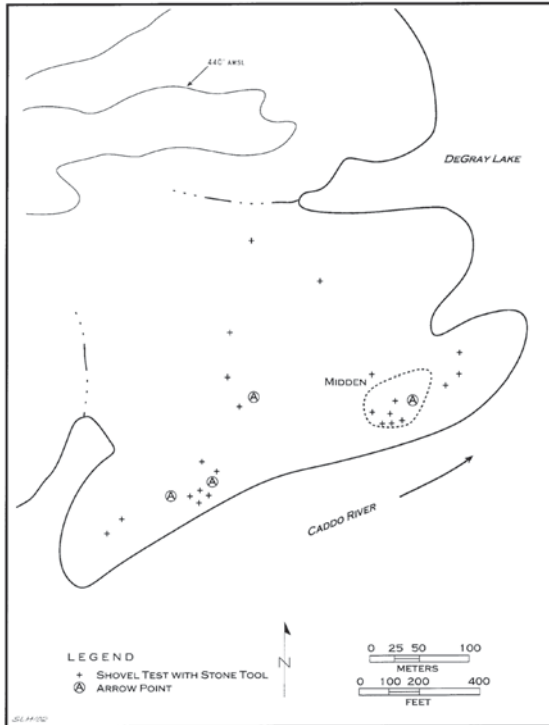 440' AMSL
DEGRAY LAKE
MIDDEN
CADDO RIVER
N
LEGEND
+ SHOVEL TEST WITH STONE TOOL
Ⓐ ARROW POINT
0 25 50 100
METERS
0 100 200 400
FEET